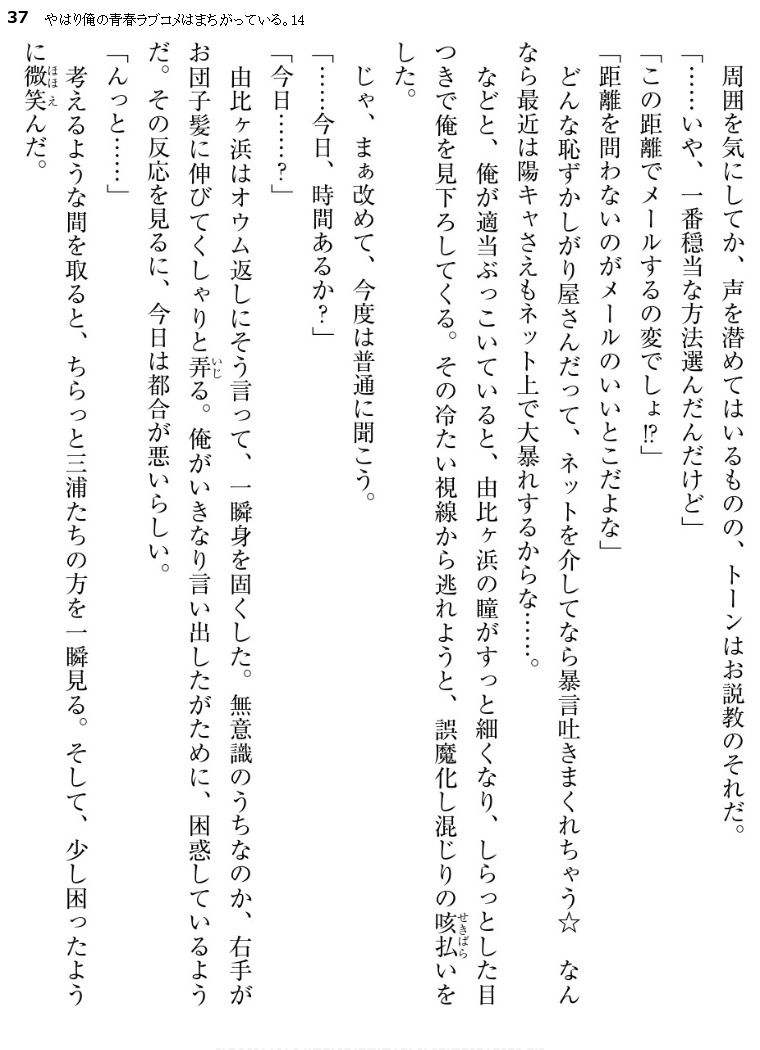 37 やはり俺の青春ラブコメはまちがっている。14
周囲を気にしてか、声を潜めてはいるものの、トーンはお説教のそれだ。
「……いや、一番穏当な方法選んだんだけど」
「この距離でメールするの変でしょ!?」
「距離を問わないのがメールのいいとこだよな」
どんな恥ずかしがり屋さんだって、ネットを介してなら暴言吐きまくれちゃう☆　なん
なら最近は陽キャさえもネット上で大暴れするからな……。
などと、俺が適当ぶっこいていると、由比ヶ浜の瞳がすっと細くなり、しらっとした目
つきで俺を見下ろしてくる。その冷たい視線から逃れようと、誤魔化し混じりの咳払いを
せきばら
した。
じゃ、まぁ改めて、今度は普通に聞こう。
「……今日、時間あるか?」
「今日……?」
由比ヶ浜はオウム返しにそう言って、一瞬身を固くした。無意識のうちなのか、右手が
お団子髪に伸びてくしゃりと弄る。俺がいきなり言い出したがために、困惑しているよう
いじ
だ。その反応を見るに、今日は都合が悪いらしい。
「んっと……」
考えるような間を取ると、ちらっと三浦たちの方を一瞬見る。そして、少し困ったよう
に微笑んだ。
ほほえ